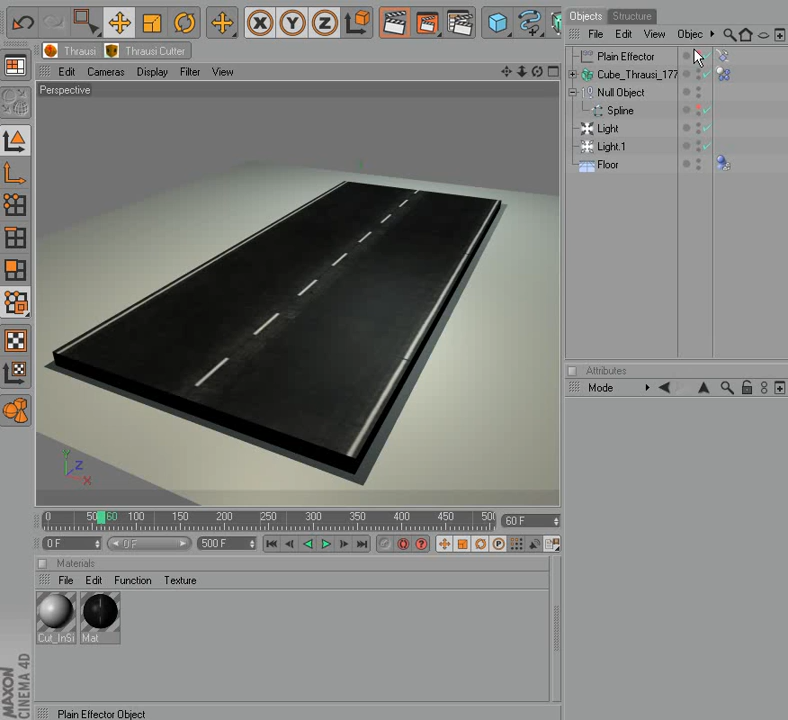 X Y Z
Objects Structure
File Edit View Objec
Thrausi Thrausi Cutter
Plain Effector
Cube_Thrausi_177
Null Object
Spline
Light
Light.1
Floor
Edit Cameras Display Filter View
Perspective
Y
Z
X
Attributes
Mode
0 50 60 100 150 200 250 300 350 400 450 500
60 F
0 F 0 F 500 F
Materials
File Edit Function Texture
Cut_InSi Mat
MAXON
CINEMA 4D
Plain Effector Object